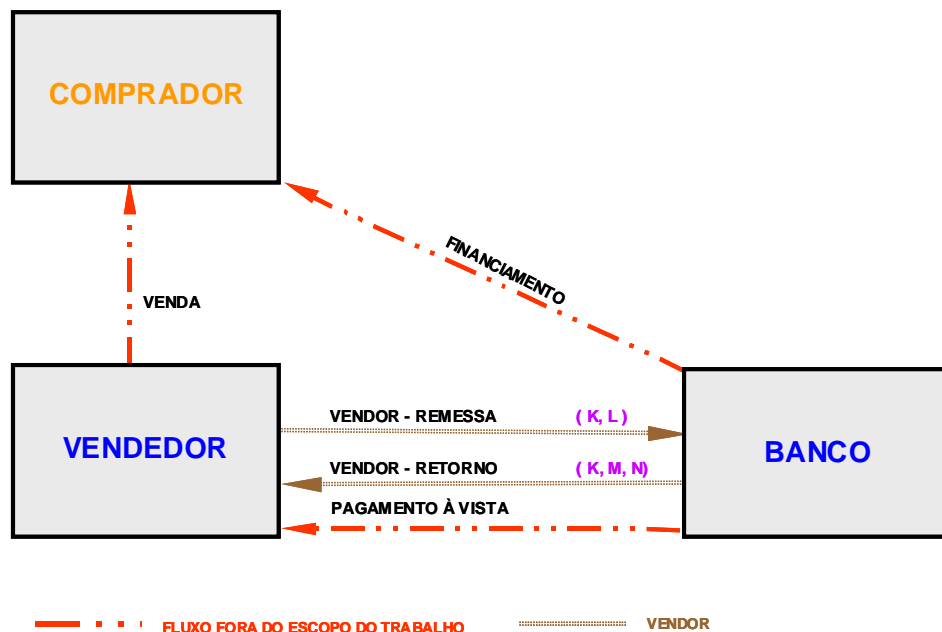 COMPRADOR
FINANCIAMENTO
VENDA
VENDEDOR
VENDOR - REMESSA ( K, L )
VENDOR - RETORNO ( K, M, N)
PAGAMENTO À VISTA
BANCO
FLUXO FORA DO ESCOPO DO TRABALHO
VENDOR